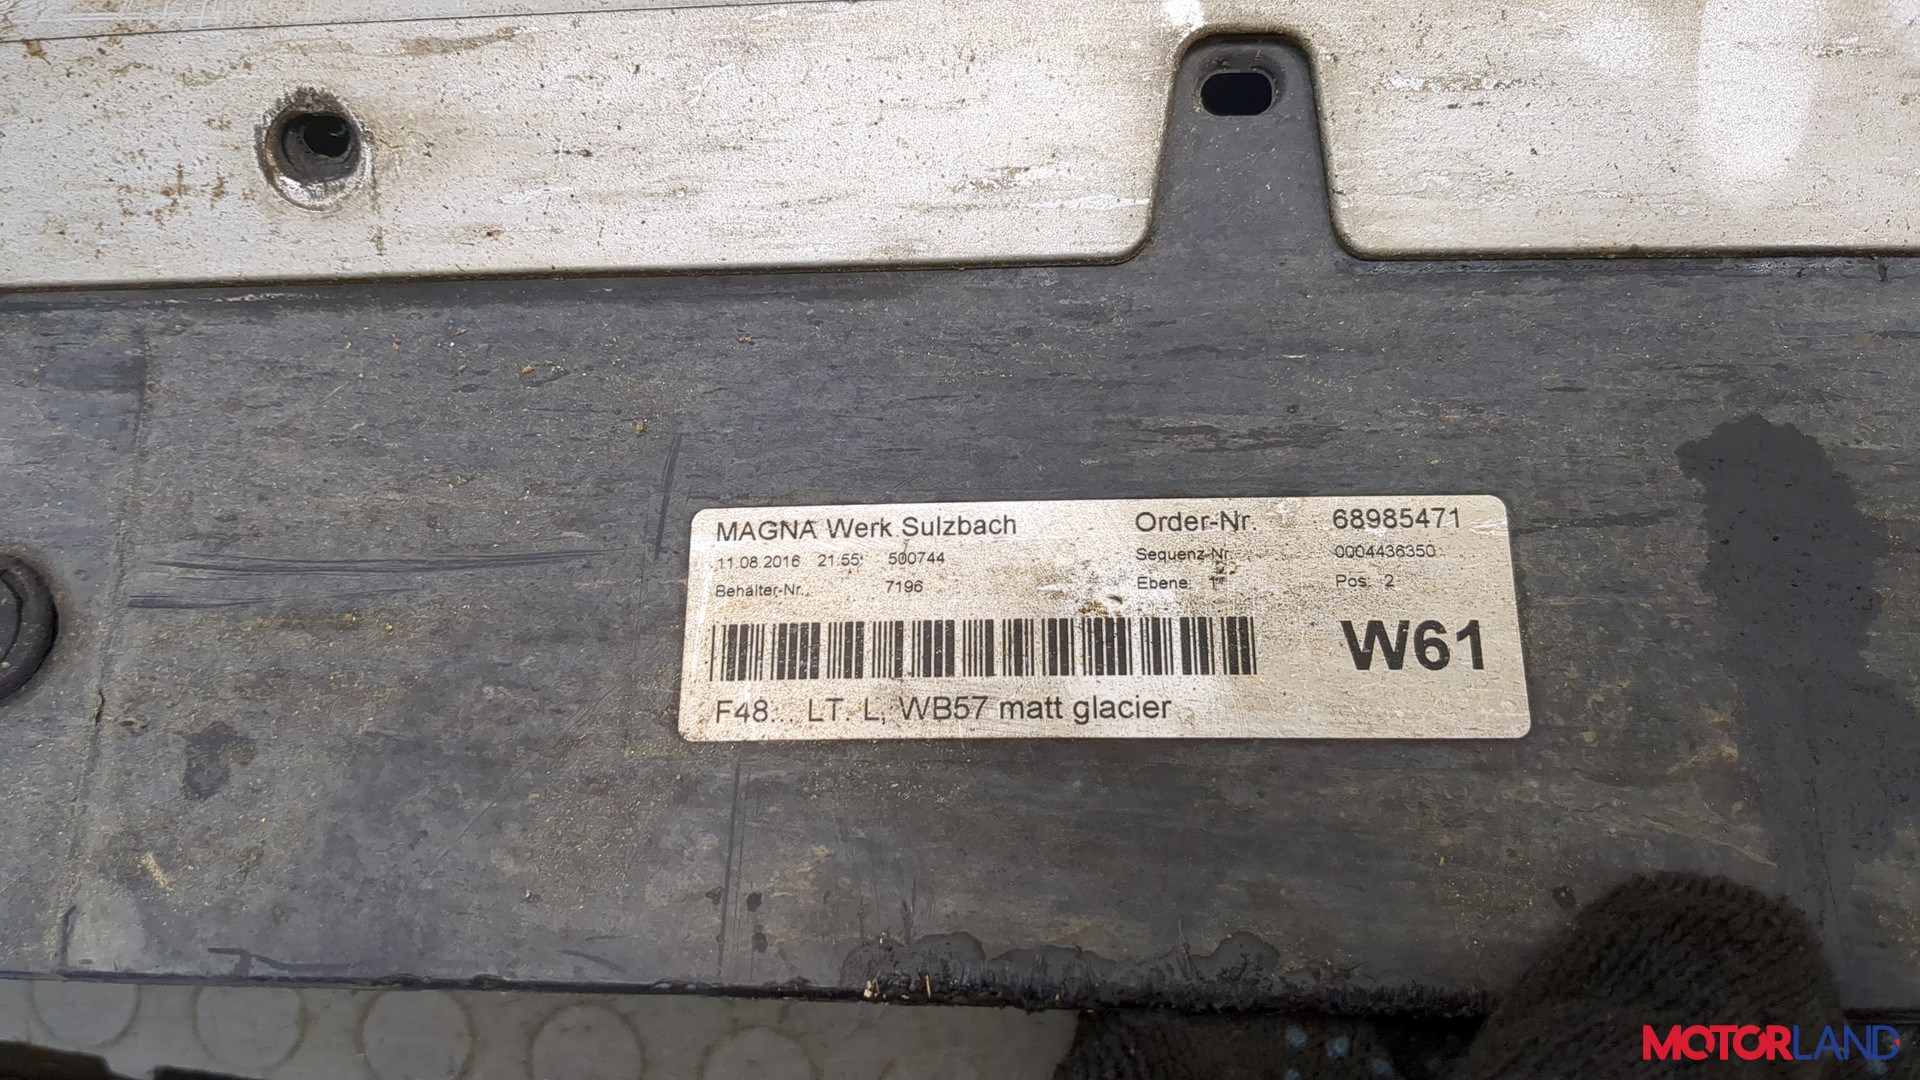 MAGNA Werk Sulzbach Order-Nr. 68985471
11.08.2016 21:55 500744 Sequenz-Nr. 0004436350
Behälter-Nr. 7196 Ebene: 1 Pos: 2
W61
F48... LT. L, WB57 matt glacier
MOTORLAND